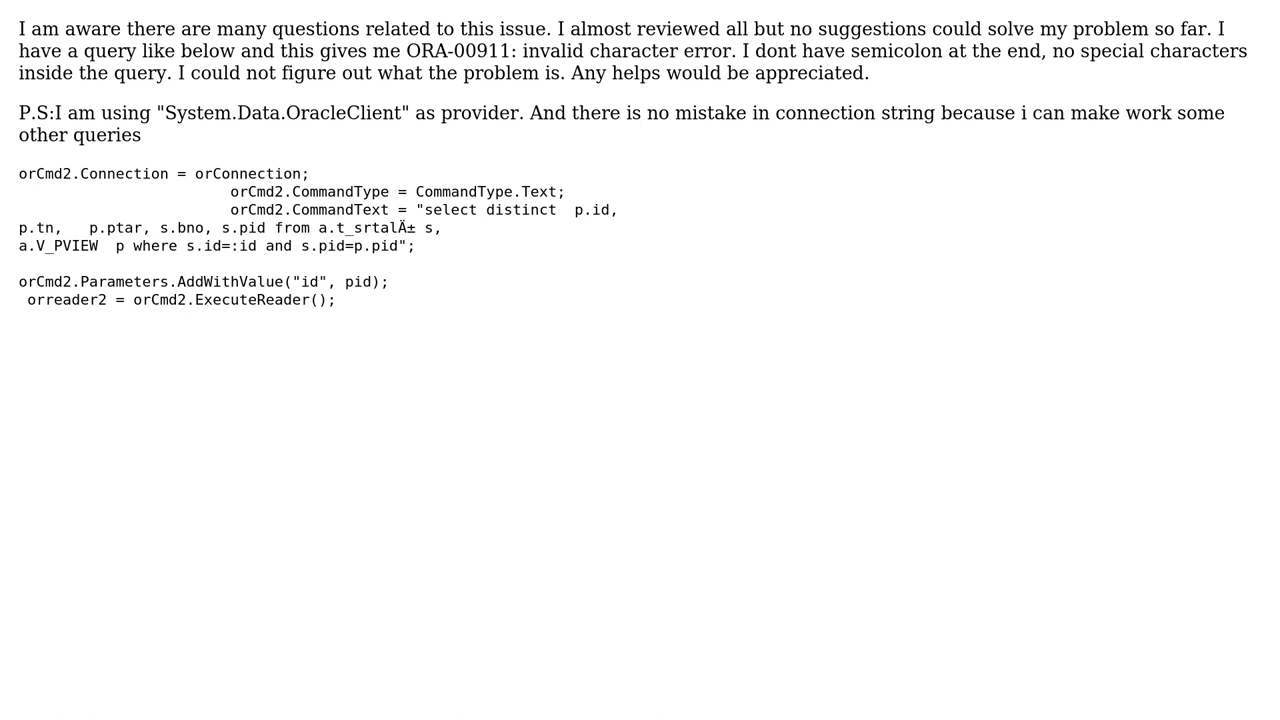 I am aware there are many questions related to this issue. I almost reviewed all but no suggestions could solve my problem so far. I
have a query like below and this gives me ORA-00911: invalid character error. I dont have semicolon at the end, no special characters
inside the query. I could not figure out what the problem is. Any helps would be appreciated.
P.S:I am using "System.Data.OracleClient" as provider. And there is no mistake in connection string because i can make work some
other queries
orCmd2.Connection = orConnection;
orCmd2.CommandType = CommandType.Text;
orCmd2.CommandText = "select distinct  p.id,
p.tn,   p.ptar, s.bno, s.pid from a.t_srtalÄ± s,
a.V_PVIEW  p where s.id=:id and s.pid=p.pid";
orCmd2.Parameters.AddWithValue("id", pid);
orreader2 = orCmd2.ExecuteReader();